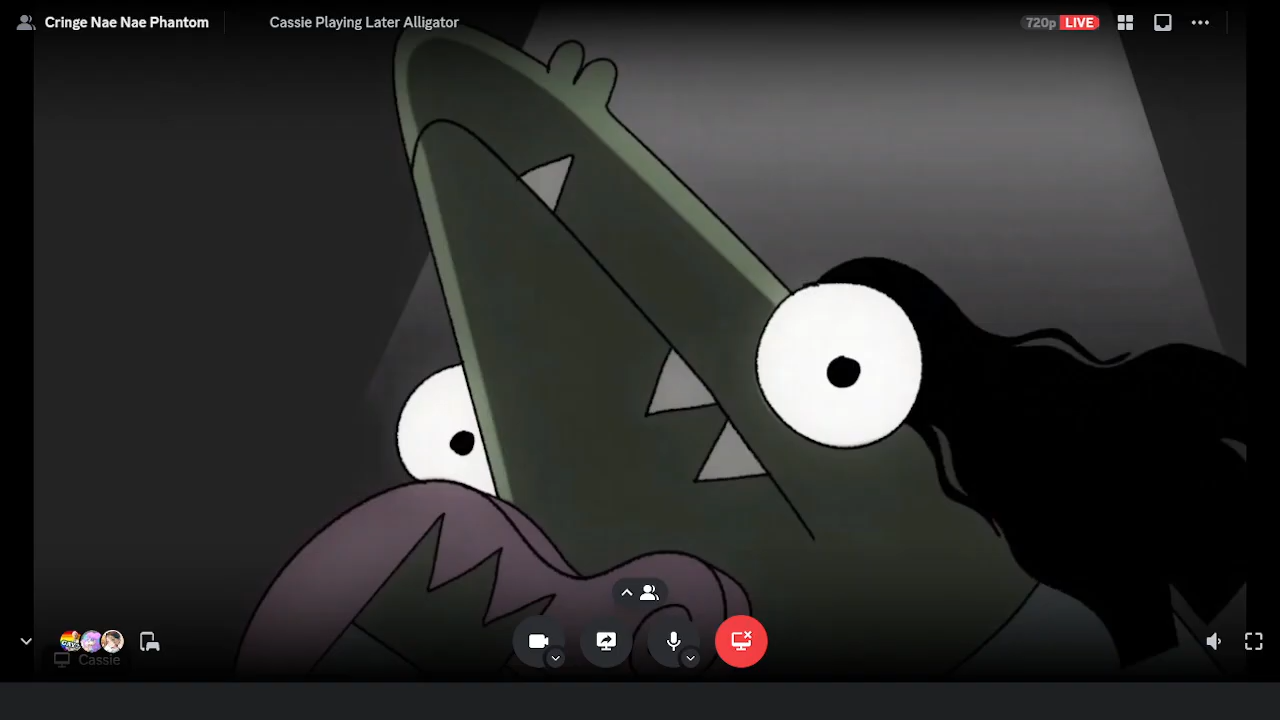 Cringe Nae Nae Phantom
Cassie Playing Later Alligator
720p LIVE
Cassie